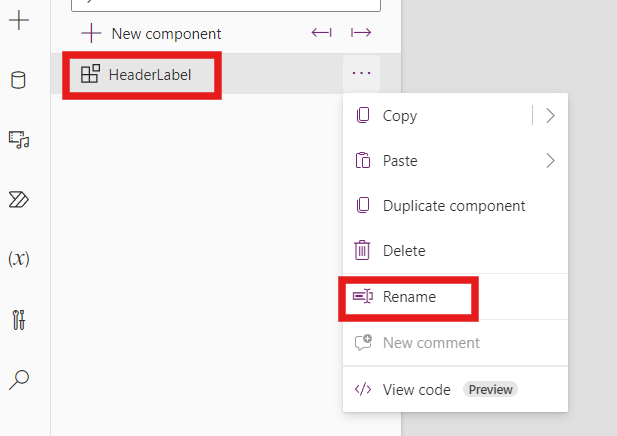 New component
HeaderLabel
Copy
Paste
Duplicate component
Delete
Rename
New comment
View code Preview
(x)